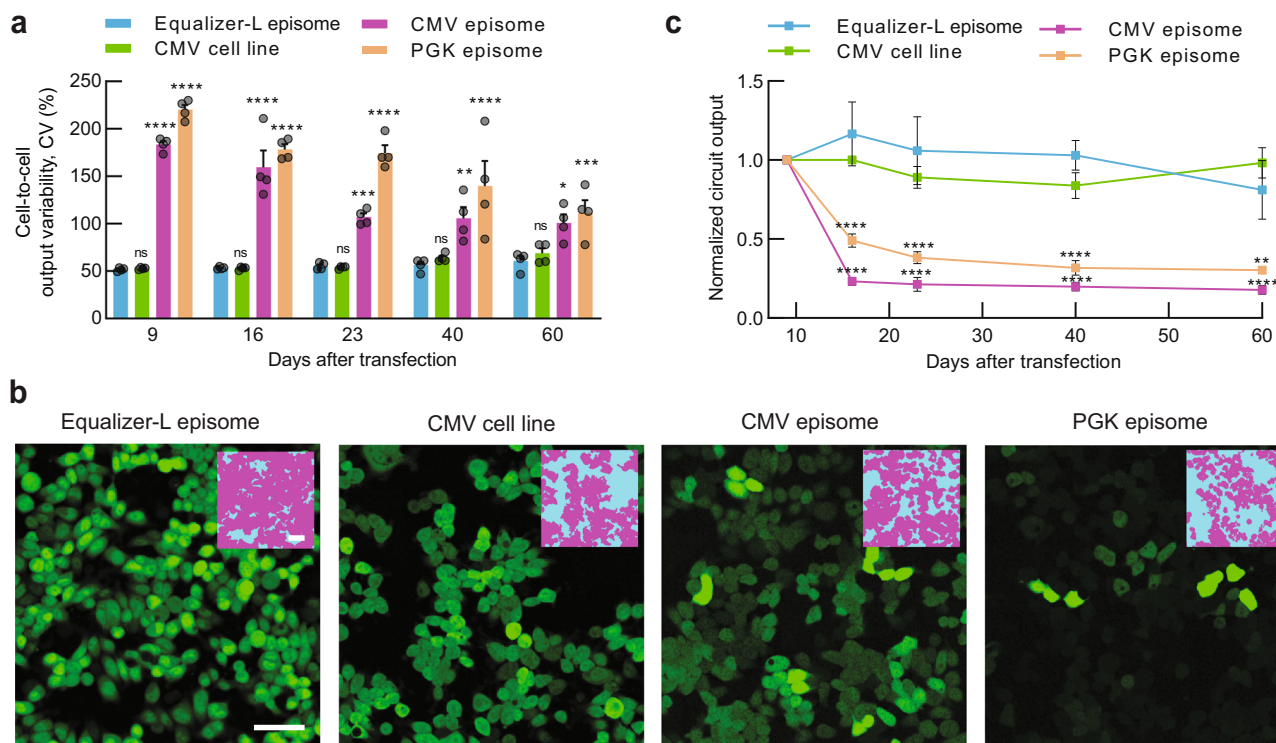 a
Equalizer-L episome
CMV episome
CMV cell line
PGK episome
Cell-to-cell
output variability, CV (%)
250
200
150
100
50
0
****
****
ns
****
****
ns
***
****
ns
**
****
ns
*
***
ns
9 16 23 40 60
Days after transfection
c
Equalizer-L episome
CMV episome
CMV cell line
PGK episome
Normalized circuit output
1.5
1.0
0.5
0.0
****
****
****
****
****
****
**
****
10 20 30 40 50 60
Days after transfection
b
Equalizer-L episome
CMV cell line
CMV episome
PGK episome